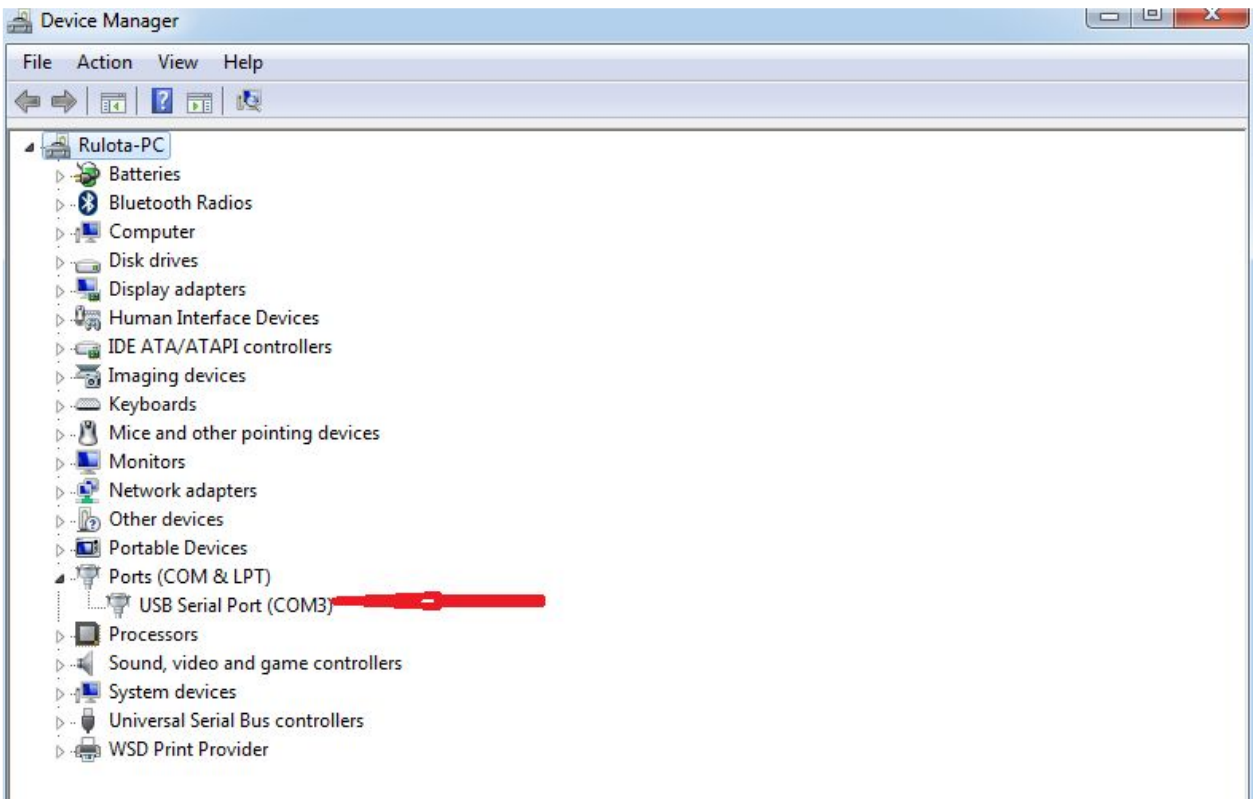 Device Manager
File Action View Help
Rulota-PC
Batteries
Bluetooth Radios
Computer
Disk drives
Display adapters
Human Interface Devices
IDE ATA/ATAPI controllers
Imaging devices
Keyboards
Mice and other pointing devices
Monitors
Network adapters
Other devices
Portable Devices
Ports (COM & LPT)
USB Serial Port (COM3)
Processors
Sound, video and game controllers
System devices
Universal Serial Bus controllers
WSD Print Provider